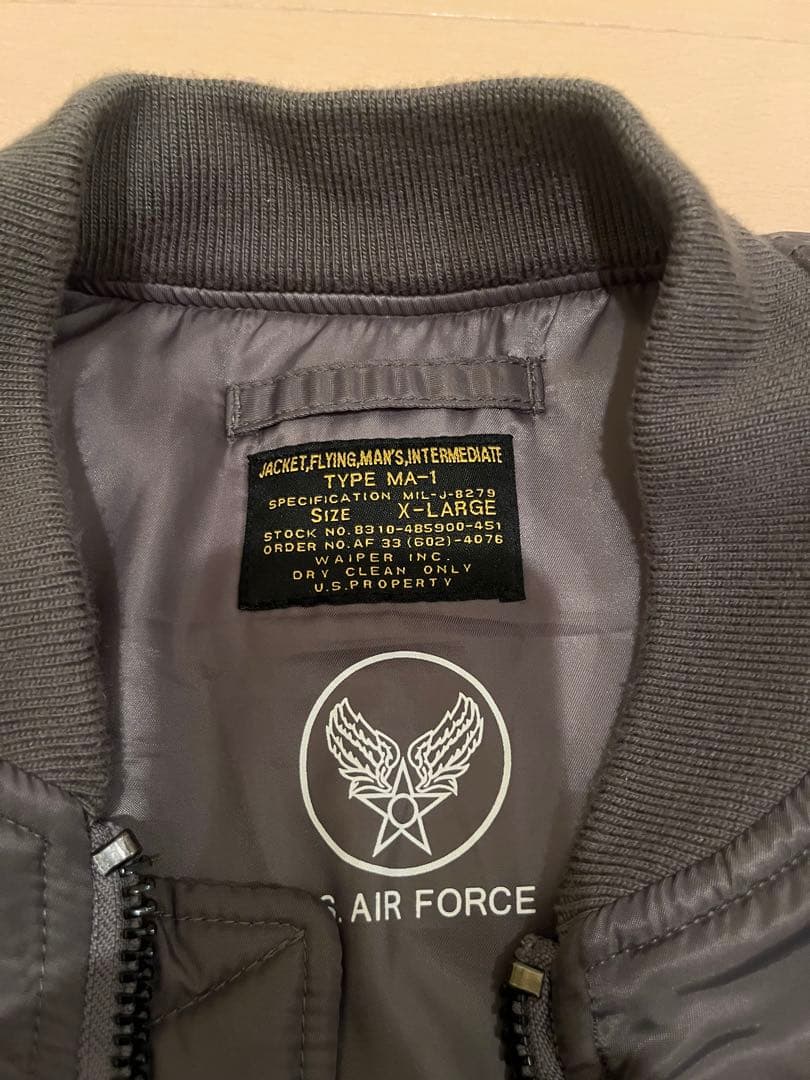 JACKET,FLYING,MAN'S,INTERMEDIATE
TYPE MA-1
SPECIFICATION MIL-J-8279
SIZE X-LARGE
STOCK NO.8310-485900-4S1
ORDER NO.AF 33 (602)-4076
WAIPER INC.
DRY CLEAN ONLY
U.S.PROPERTY
S. AIR FORCE